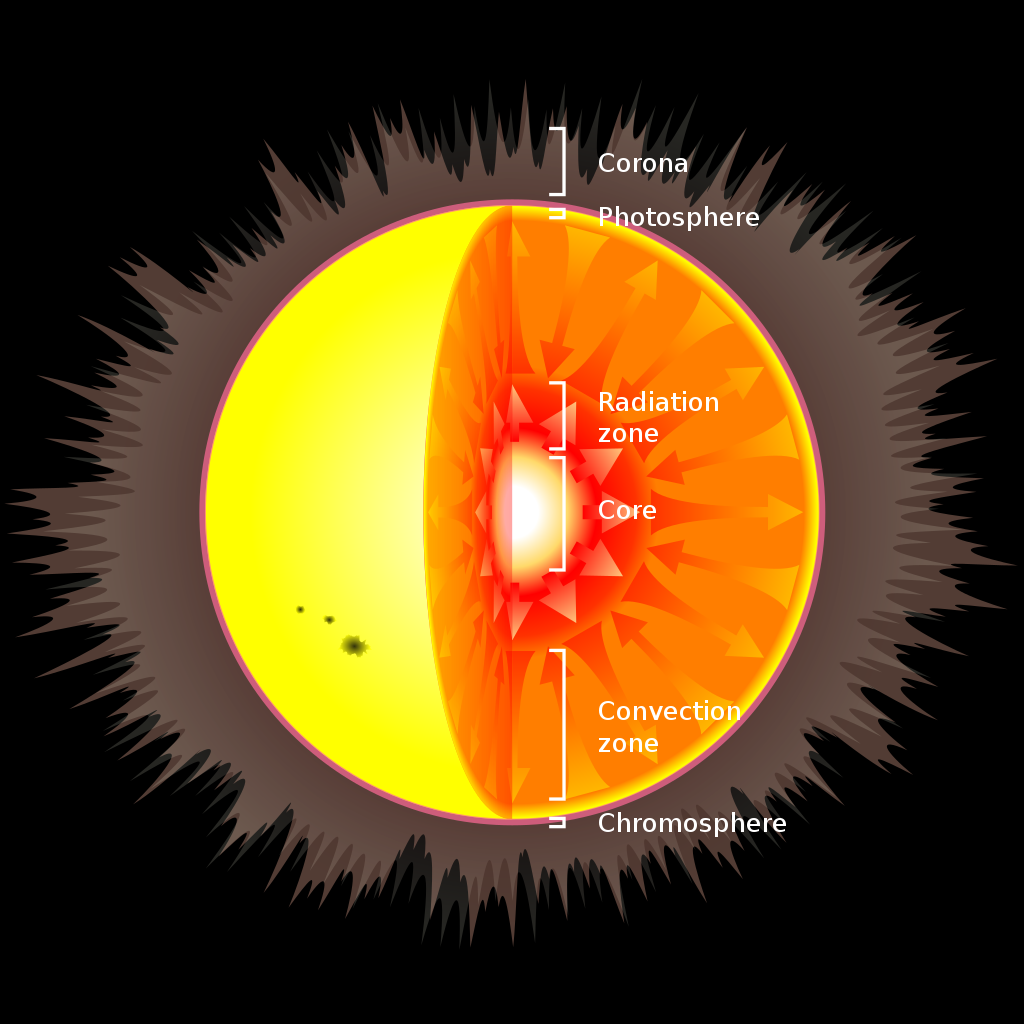 Corona
Photosphere
Radiation
zone
Core
Convection
zone
Chromosphere